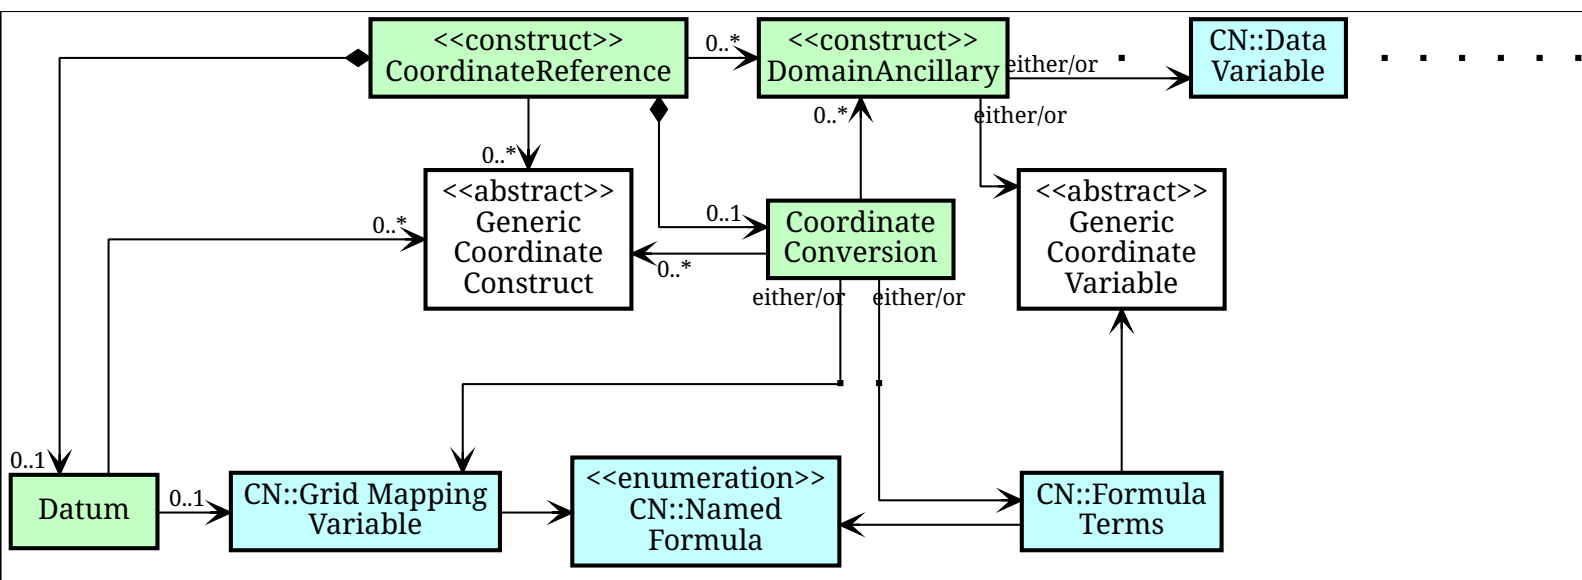 <<construct>>
CoordinateReference
0..*
<<construct>>
DomainAncillary
either/or
CN::Data
Variable
either/or
0..*
0..*
<<abstract>>
Generic
Coordinate
Construct
0..*
0..1
0..*
Coordinate
Conversion
<<abstract>>
Generic
Coordinate
Variable
either/or
either/or
0..1
Datum
0..1
CN::Grid Mapping
Variable
<<enumeration>>
CN::Named
Formula
CN::Formula
Terms